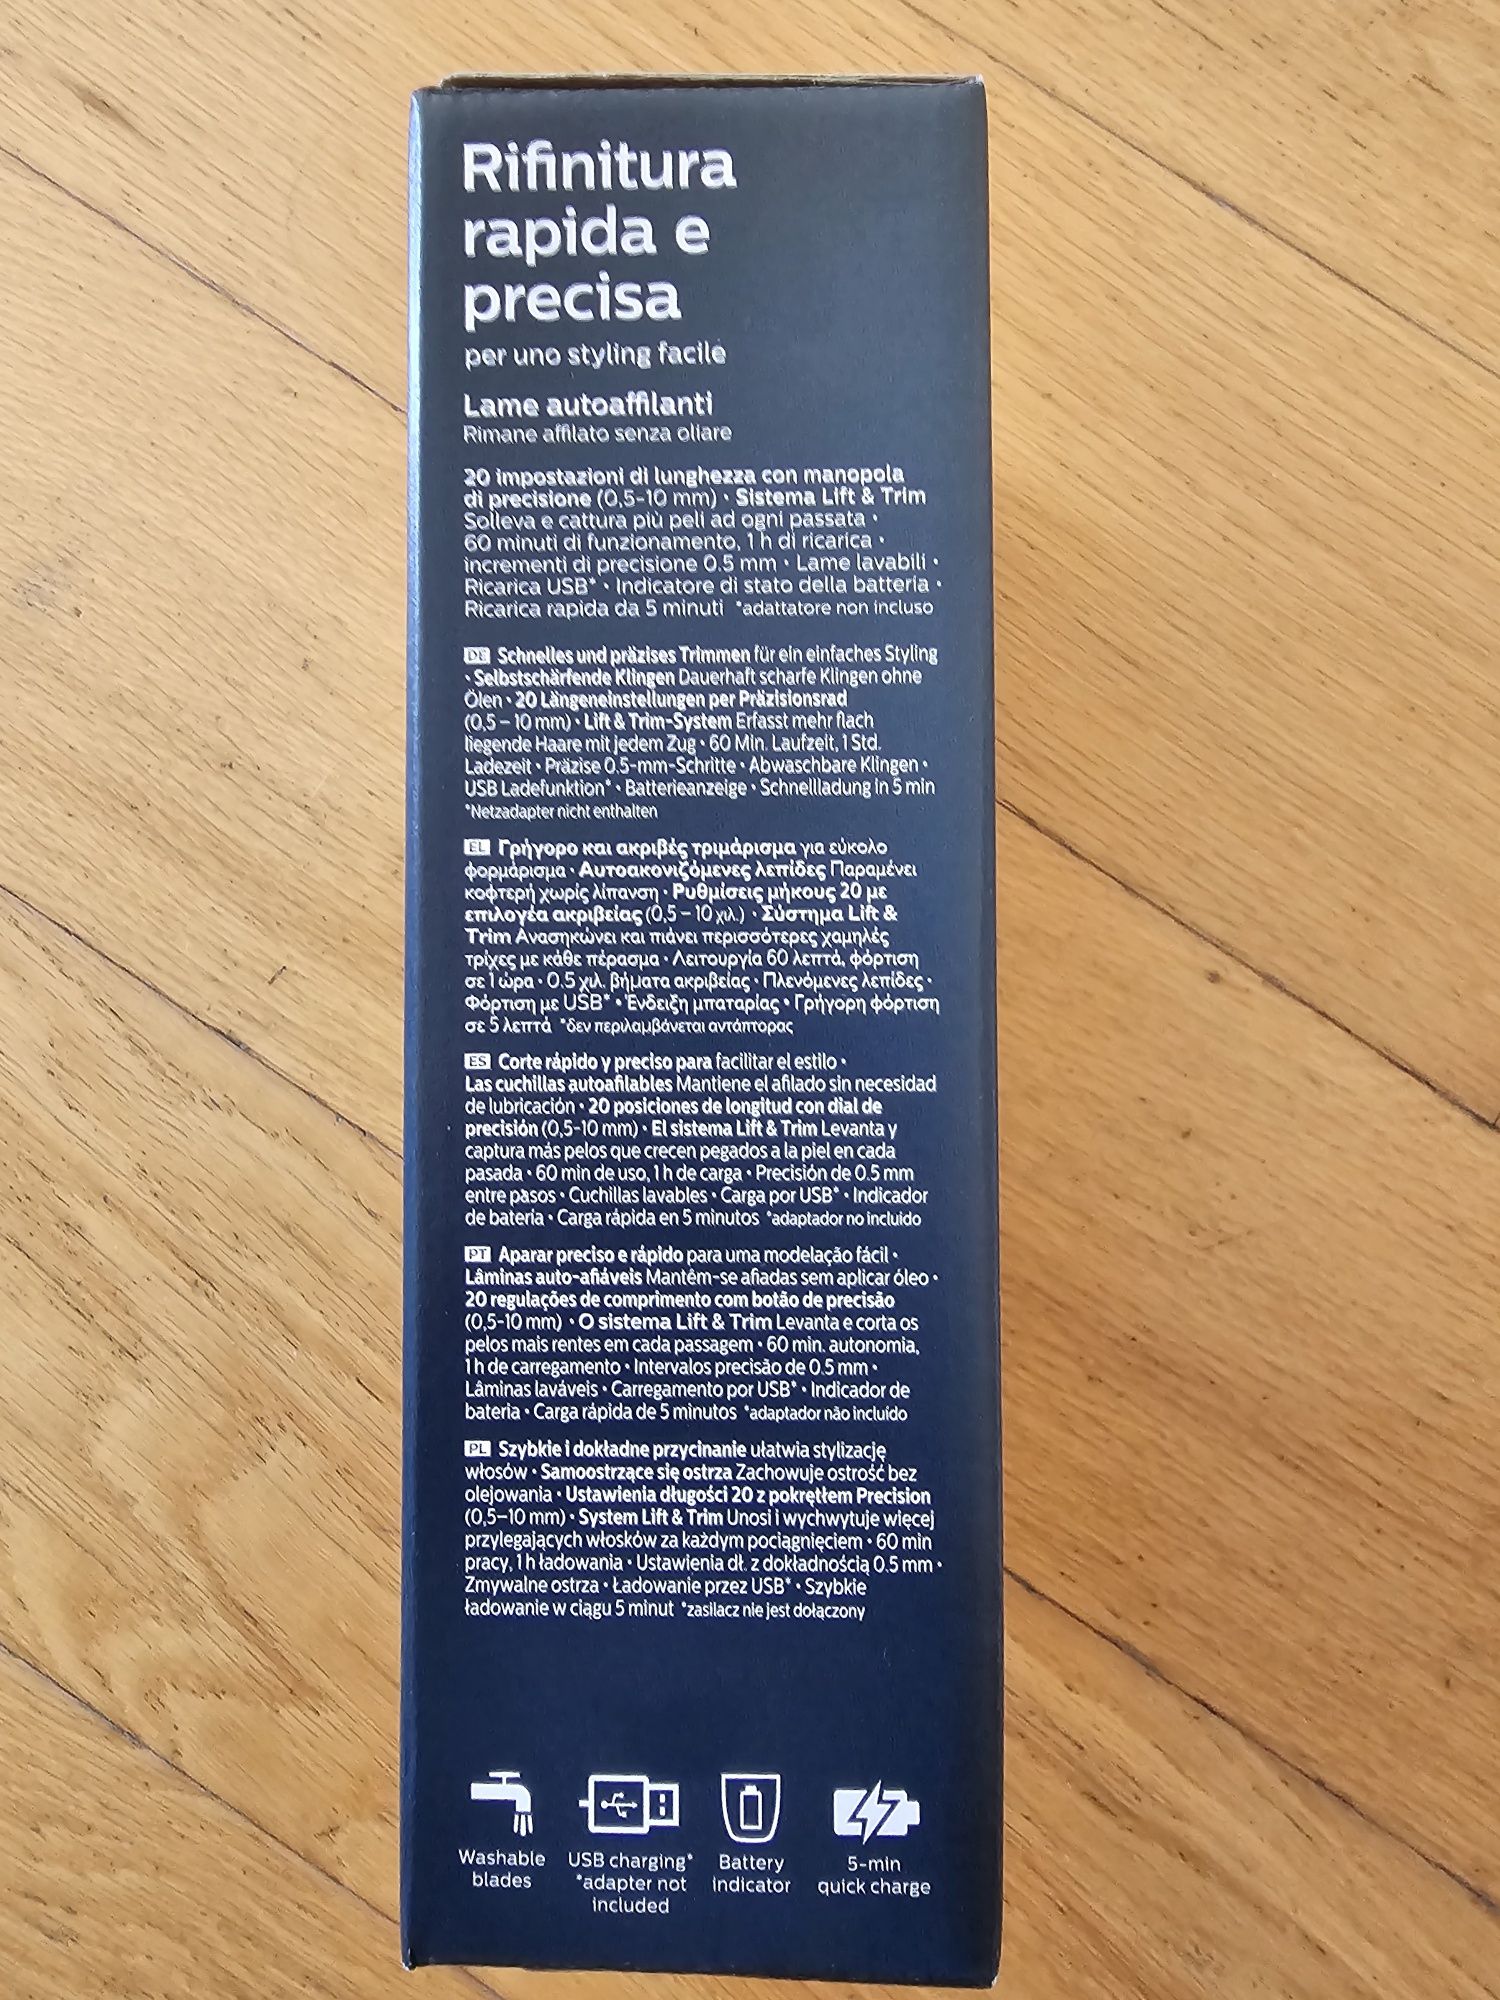 Rifinitura
rapida e
precisa
per uno styling facile
Lame autoaffilanti
Rimane affilato senza oliare
20 impostazioni di lunghezza con manopola
di precisione (0,5-10 mm) • Sistema Lift & Trim
Solleva e cattura più peli ad ogni passata •
60 minuti di funzionamento, 1 h di ricarica •
incrementi di precisione 0.5 mm • Lame lavabili •
Ricarica USB* • Indicatore di stato della batteria •
Ricarica rapida da 5 minuti *adattatore non incluso
DE Schnelles und präzises Trimmen für ein einfaches Styling
• Selbstschärfende Klingen Dauerhaft scharfe Klingen ohne
Ölen • 20 Längeneinstellungen per Präzisionsrad
(0,5 – 10 mm) • Lift & Trim-System Erfasst mehr flach
liegende Haare mit jedem Zug • 60 Min. Laufzeit, 1 Std.
Ladezeit • Präzise 0.5-mm-Schritte • Abwaschbare Klingen •
USB Ladefunktion* • Batterieanzeige • Schnellladung in 5 min
*Netzadapter nicht enthalten
EL Γρήγορο και ακριβές τριμάρισμα για εύκολο
φορμάρισμα • Αυτοακονιζόμενες λεπίδες Παραμένει
κοφτερή χωρίς λίπανση • Ρυθμίσεις μήκους 20 με
επιλογέα ακριβείας (0,5 – 10 χιλ.) • Σύστημα Lift &
Trim Ανασηκώνει και πιάνει περισσότερες χαμηλές
τρίχες με κάθε πέρασμα • Λειτουργία 60 λεπτά, φόρτιση
σε 1 ώρα • 0.5 χιλ. βήματα ακριβείας • Πλενόμενες λεπίδες •
Φόρτιση με USB* • Ένδειξη μπαταρίας • Γρήγορη φόρτιση
σε 5 λεπτά *δεν περιλαμβάνεται αντάπτορας
ES Corte rápido y preciso para facilitar el estilo •
Las cuchillas autoafilables Mantiene el afilado sin necesidad
de lubricación • 20 posiciones de longitud con dial de
precisión (0,5-10 mm) • El sistema Lift & Trim Levanta y
captura más pelos que crecen pegados a la piel en cada
pasada • 60 min de uso, 1 h de carga • Precisión de 0.5 mm
entre pasos • Cuchillas lavables • Carga por USB* • Indicador
de batería • Carga rápida en 5 minutos *adaptador no incluido
PT Aparar preciso e rápido para uma modelação fácil •
Lâminas auto-afiáveis Mantêm-se afiadas sem aplicar óleo •
20 regulações de comprimento com botão de precisão
(0,5-10 mm) • O sistema Lift & Trim Levanta e corta os
pelos mais rentes em cada passagem • 60 min. autonomia,
1 h de carregamento • Intervalos precisão de 0.5 mm •
Lâminas laváveis • Carregamento por USB* • Indicador de
bateria • Carga rápida de 5 minutos *adaptador não incluído
PL Szybkie i dokładne przycinanie ułatwia stylizację
włosów • Samoostrzące się ostrza Zachowuje ostrość bez
olejowania • Ustawienia długości 20 z pokrętłem Precision
(0,5–10 mm) • System Lift & Trim Unosi i wychwytuje więcej
przylegających włosków za każdym pociągnięciem • 60 min
pracy, 1 h ładowania • Ustawienia dł. z dokładnością 0.5 mm •
Zmywalne ostrza • Ładowanie przez USB* • Szybkie
ładowanie w ciągu 5 minut *zasilacz nie jest dołączony
Washable
blades
USB charging*
*adapter not
included
Battery
indicator
5-min
quick charge